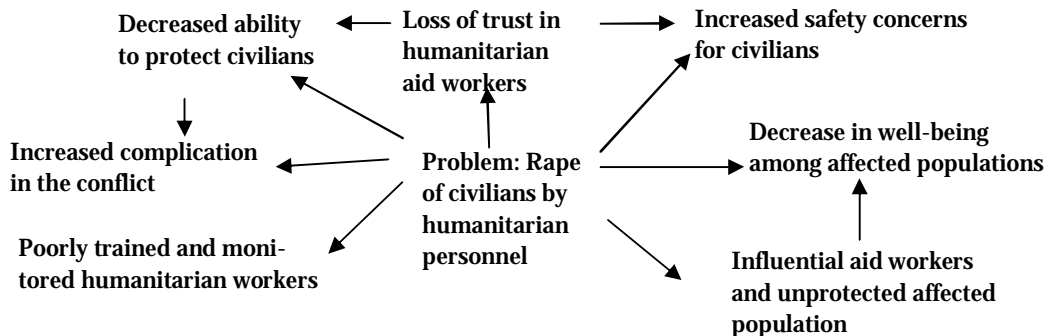 Decreased ability
to protect civilians
Loss of trust in
humanitarian
aid workers
Increased safety concerns
for civilians
Increased complication
in the conflict
Problem: Rape
of civilians by
humanitarian
personnel
Decrease in well-being
among affected populations
Poorly trained and moni-
tored humanitarian workers
Influential aid workers
and unprotected affected
population